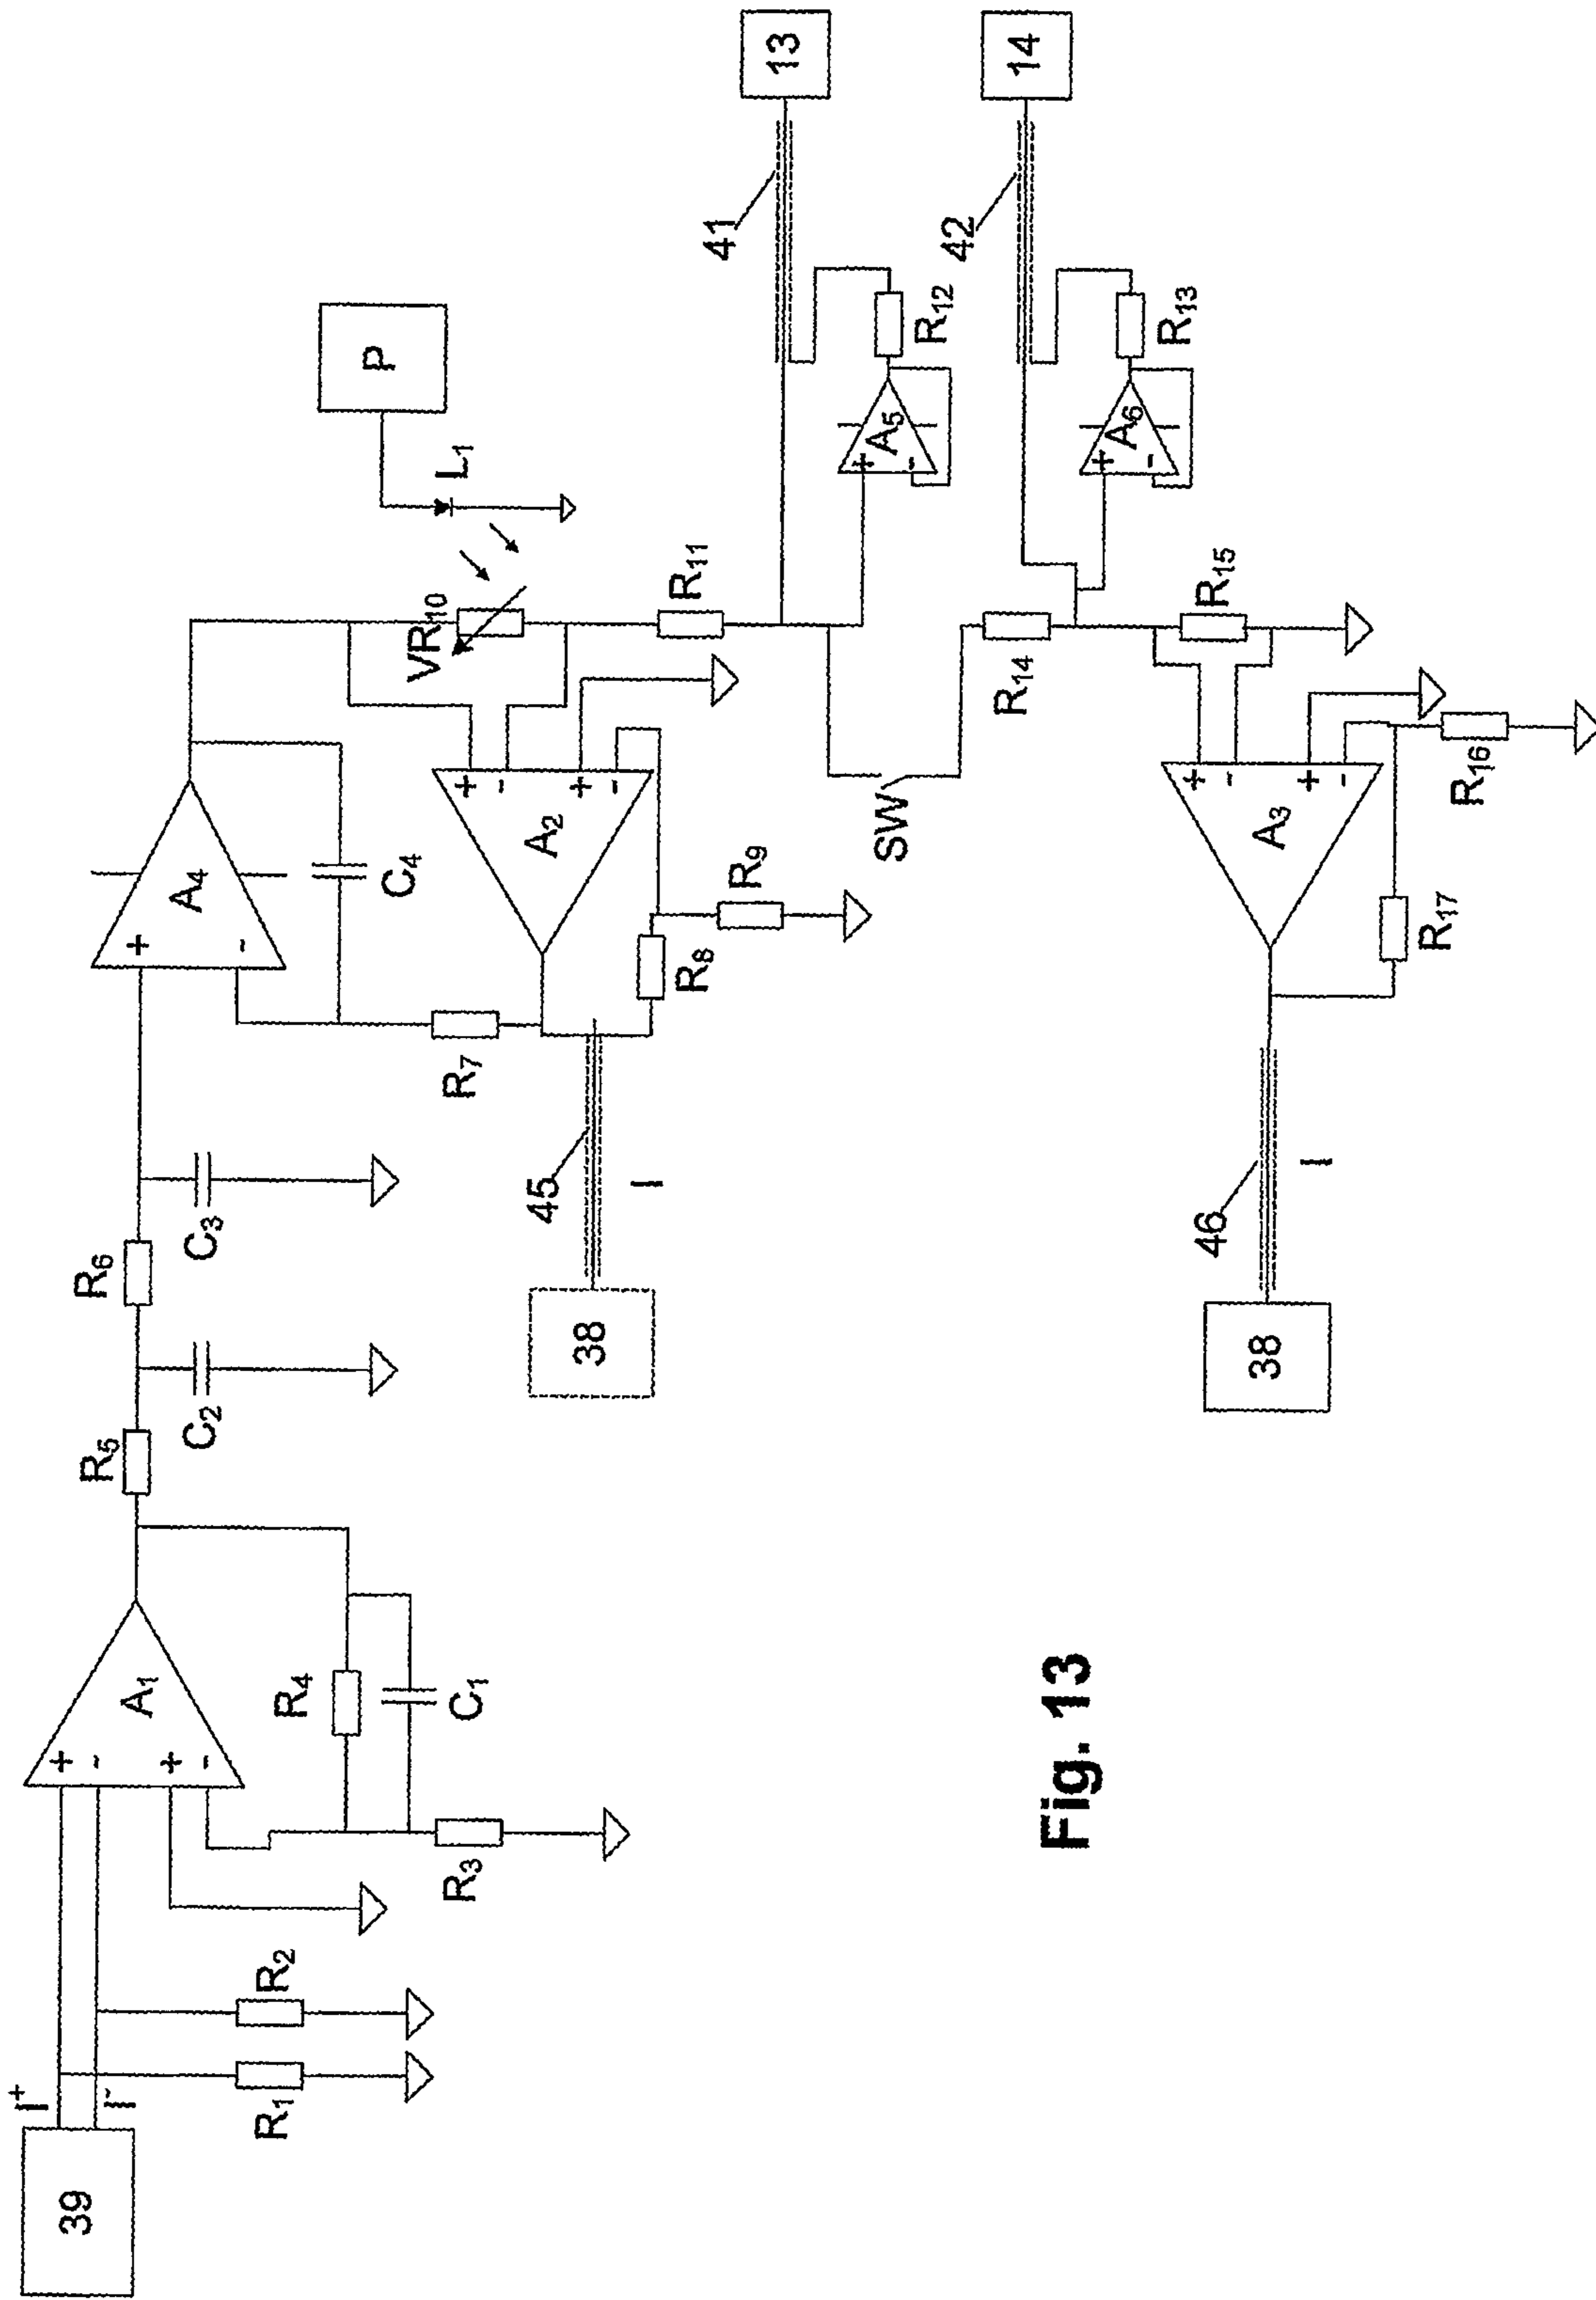 39
I+
I-
R1
R2
+
-
+
-
A1
R3
R4
C1
R5
C2
R6
C3
+
-
A4
C4
R7
P
L1
VR10
+
-
+
-
A2
R8
R9
45
I
38
R11
41
13
+
-
A5
R12
SW
R14
42
14
+
-
A6
R13
R15
+
-
+
-
A3
R16
R17
46
I
38
Fig. 13